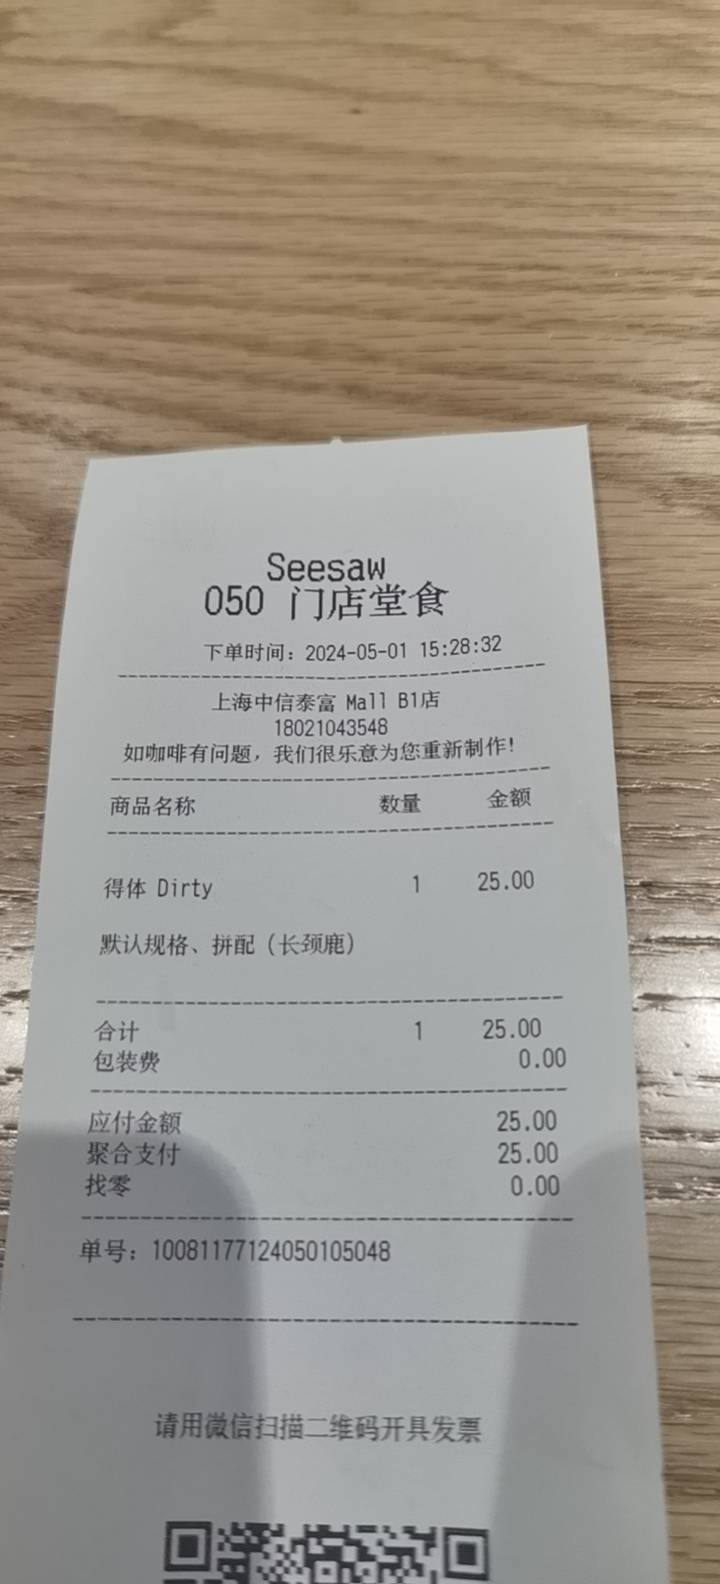 Seesaw
050 门店堂食
下单时间：2024-05-01 15:28:32
上海中信泰富 Mall B1店
18021043548
如咖啡有问题，我们很乐意为您重新制作！
商品名称 数量 金额
得体 Dirty 1 25.00
默认规格、拼配（长颈鹿）
合计 1 25.00
包装费 0.00
应付金额 25.00
聚合支付 25.00
找零 0.00
单号：10081177124050105048
请用微信扫描二维码开具发票